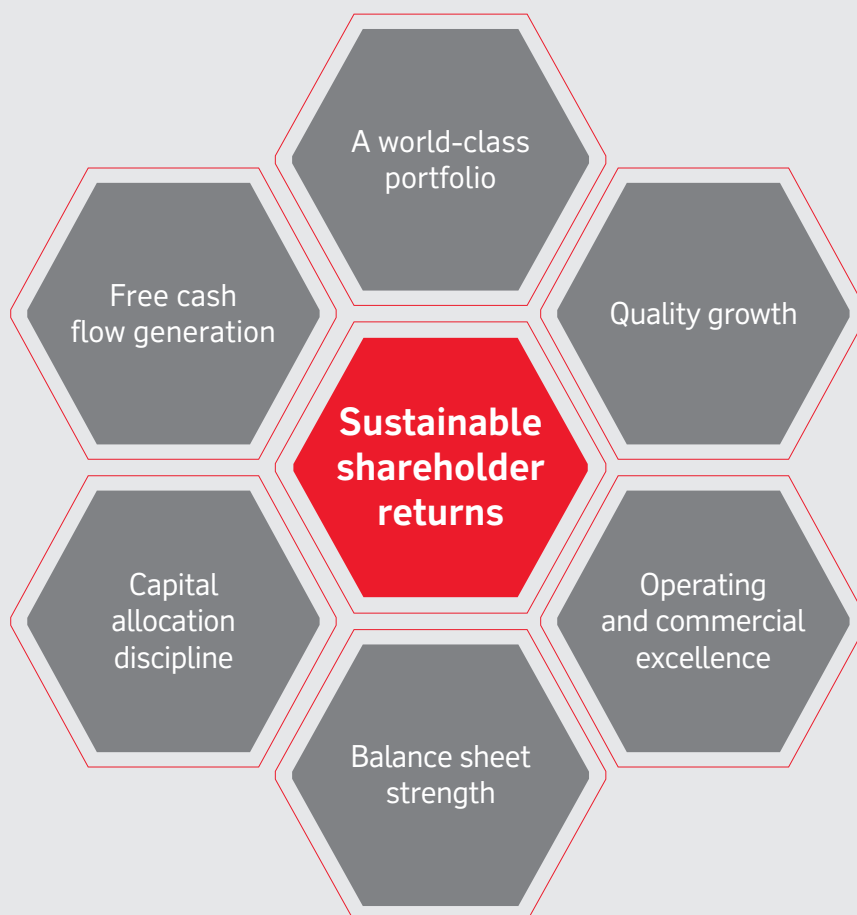 A world-class
portfolio
Free cash
flow generation
Quality growth
Sustainable
shareholder
returns
Capital
allocation
discipline
Operating
and commercial
excellence
Balance sheet
strength